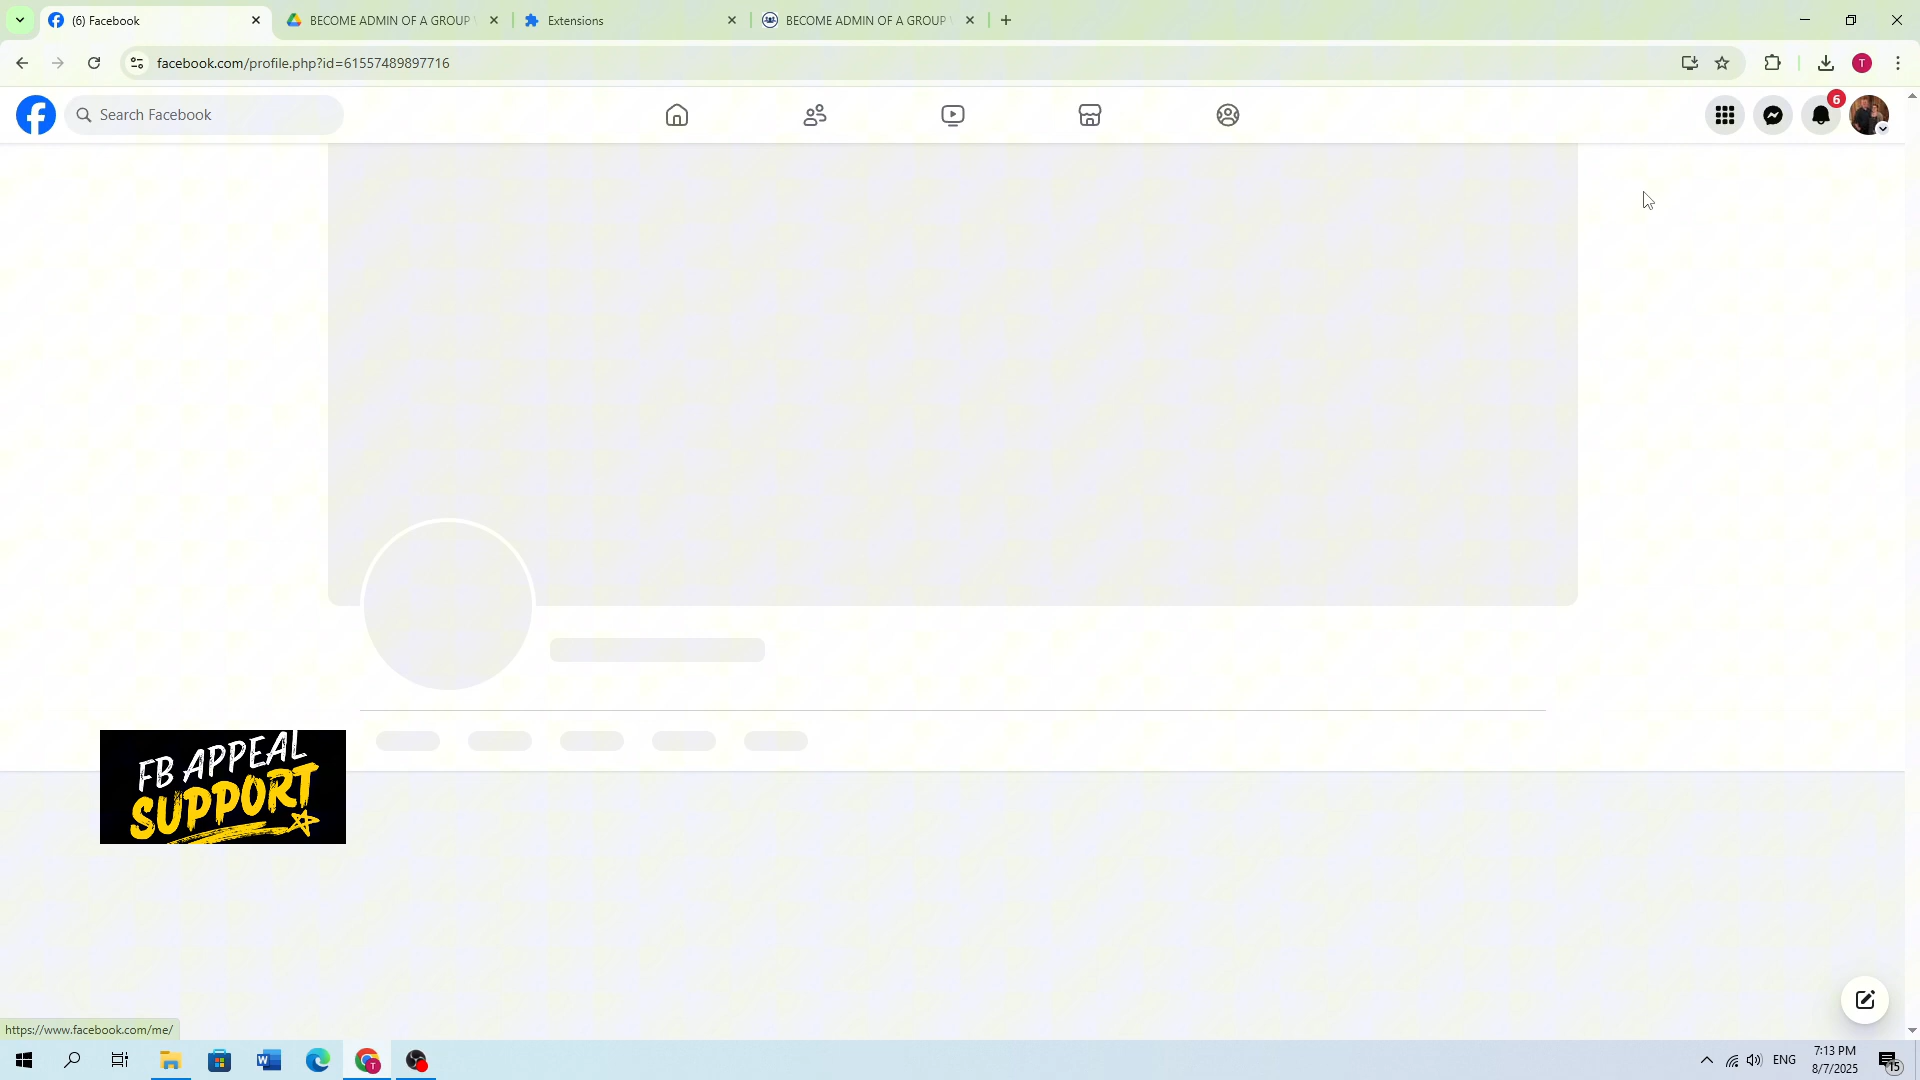 (6) Facebook
BECOME ADMIN OF A GROUP
Extensions
BECOME ADMIN OF A GROUP
facebook.com/profile.php?id=61557489897716
T
Search Facebook
6
FB APPEAL
SUPPORT
https://www.facebook.com/me/
ENG
7:13 PM
8/7/2025
15